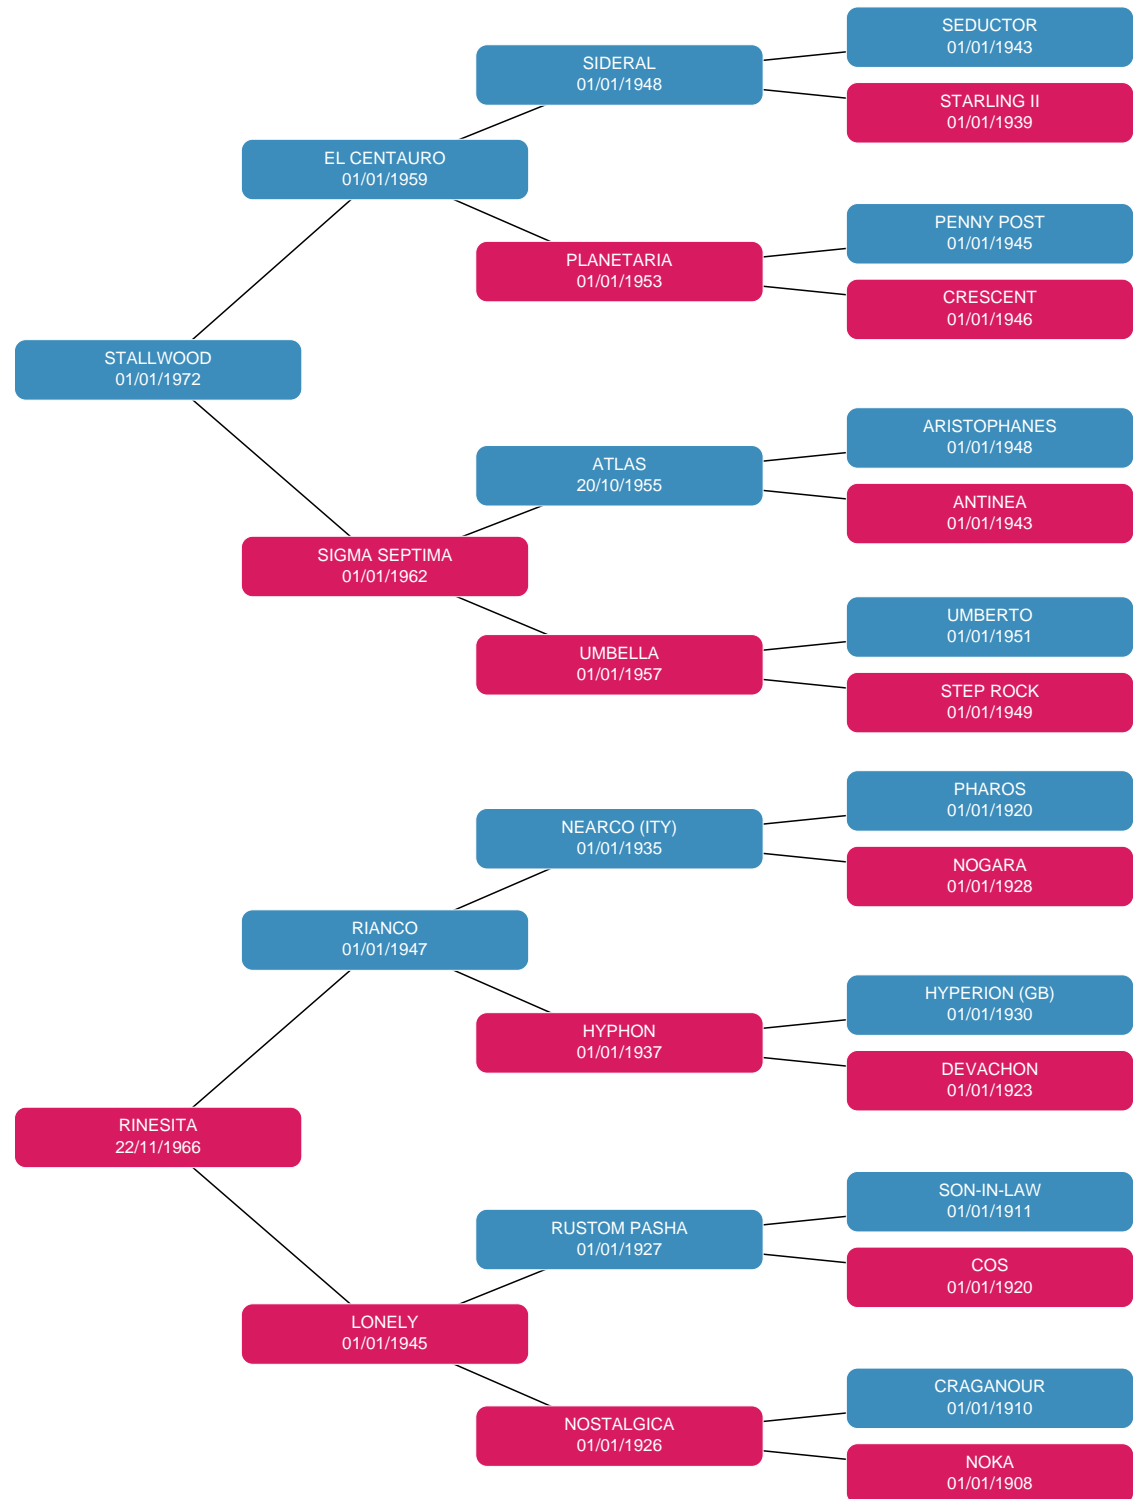 SEDUCTOR
01/01/1943
SIDERAL
01/01/1948
STARLING II
01/01/1939
EL CENTAURO
01/01/1959
PENNY POST
01/01/1945
PLANETARIA
01/01/1953
CRESCENT
01/01/1946
STALLWOOD
01/01/1972
ARISTOPHANES
01/01/1948
ATLAS
20/10/1955
ANTINEA
01/01/1943
SIGMA SEPTIMA
01/01/1962
UMBERTO
01/01/1951
UMBELLA
01/01/1957
STEP ROCK
01/01/1949
PHAROS
01/01/1920
NEARCO (ITY)
01/01/1935
NOGARA
01/01/1928
RIANCO
01/01/1947
HYPERION (GB)
01/01/1930
HYPHON
01/01/1937
DEVACHON
01/01/1923
RINESITA
22/11/1966
SON-IN-LAW
01/01/1911
RUSTOM PASHA
01/01/1927
COS
01/01/1920
LONELY
01/01/1945
CRAGANOUR
01/01/1910
NOSTALGICA
01/01/1926
NOKA
01/01/1908